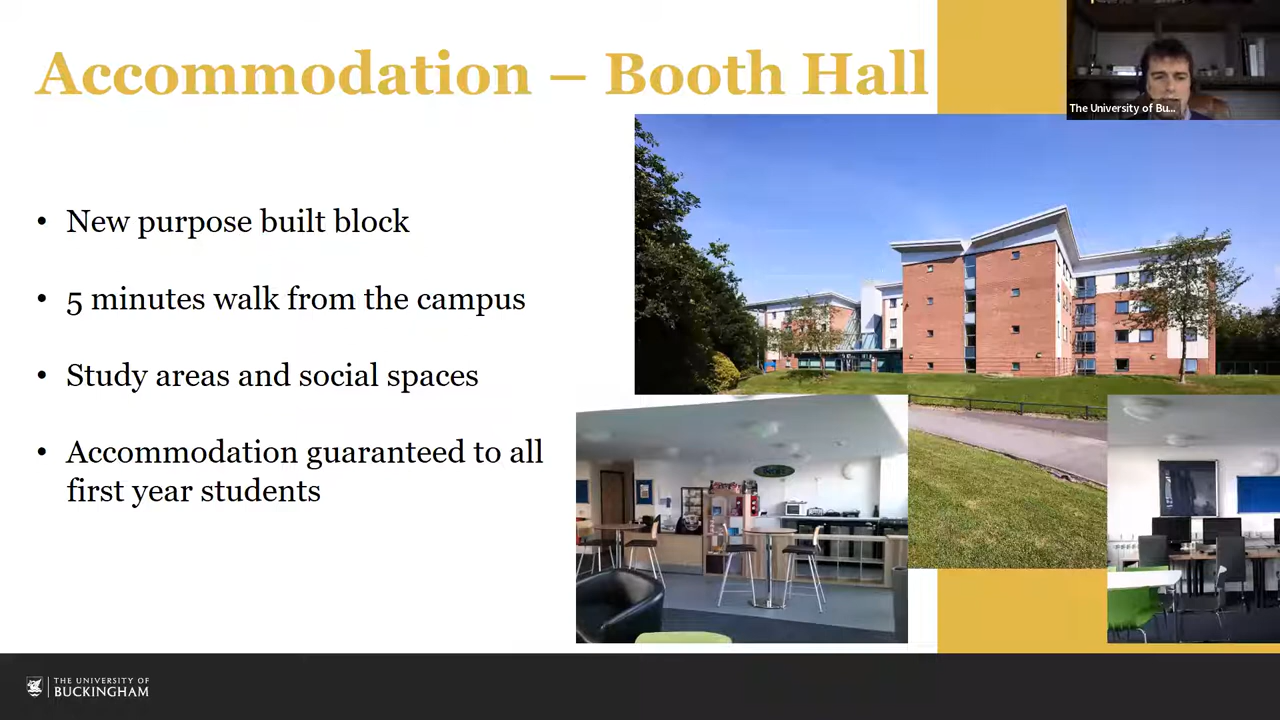 Accommodation – Booth Hall
The University of Bu...
• New purpose built block
• 5 minutes walk from the campus
• Study areas and social spaces
• Accommodation guaranteed to all
first year students
THE UNIVERSITY OF
BUCKINGHAM